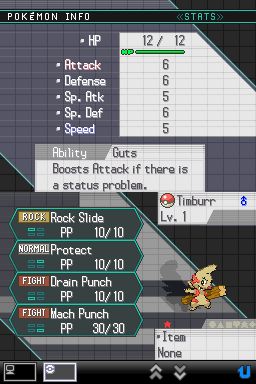 POKéMON INFO
STATS
HP 12/ 12
HP
Attack 6
Defense 6
Sp. Atk 5
Sp. Def 6
Speed 5
Ability Guts
Boosts Attack if there is
a status problem.
Timburr ♂
Lv. 1
ROCK Rock Slide
PP 10/10
NORMAL Protect
PP 10/10
FIGHT Drain Punch
PP 10/10
FIGHT Mach Punch
PP 30/30
Item
None